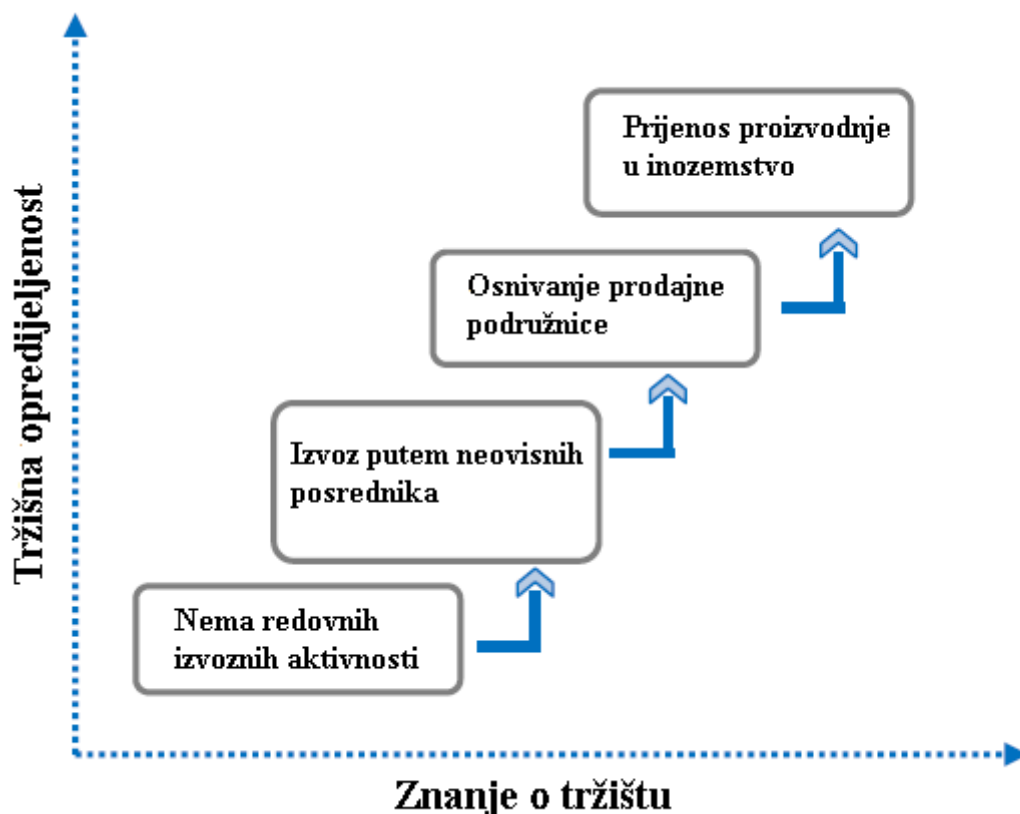 Prijenos proizvodnje
u inozemstvo
Osnivanje prodajne
podružnice
Izvoz putem neovisnih
posrednika
Nema redovnih
izvoznih aktivnosti
Tržišna opredijeljenost
Znanje o tržištu